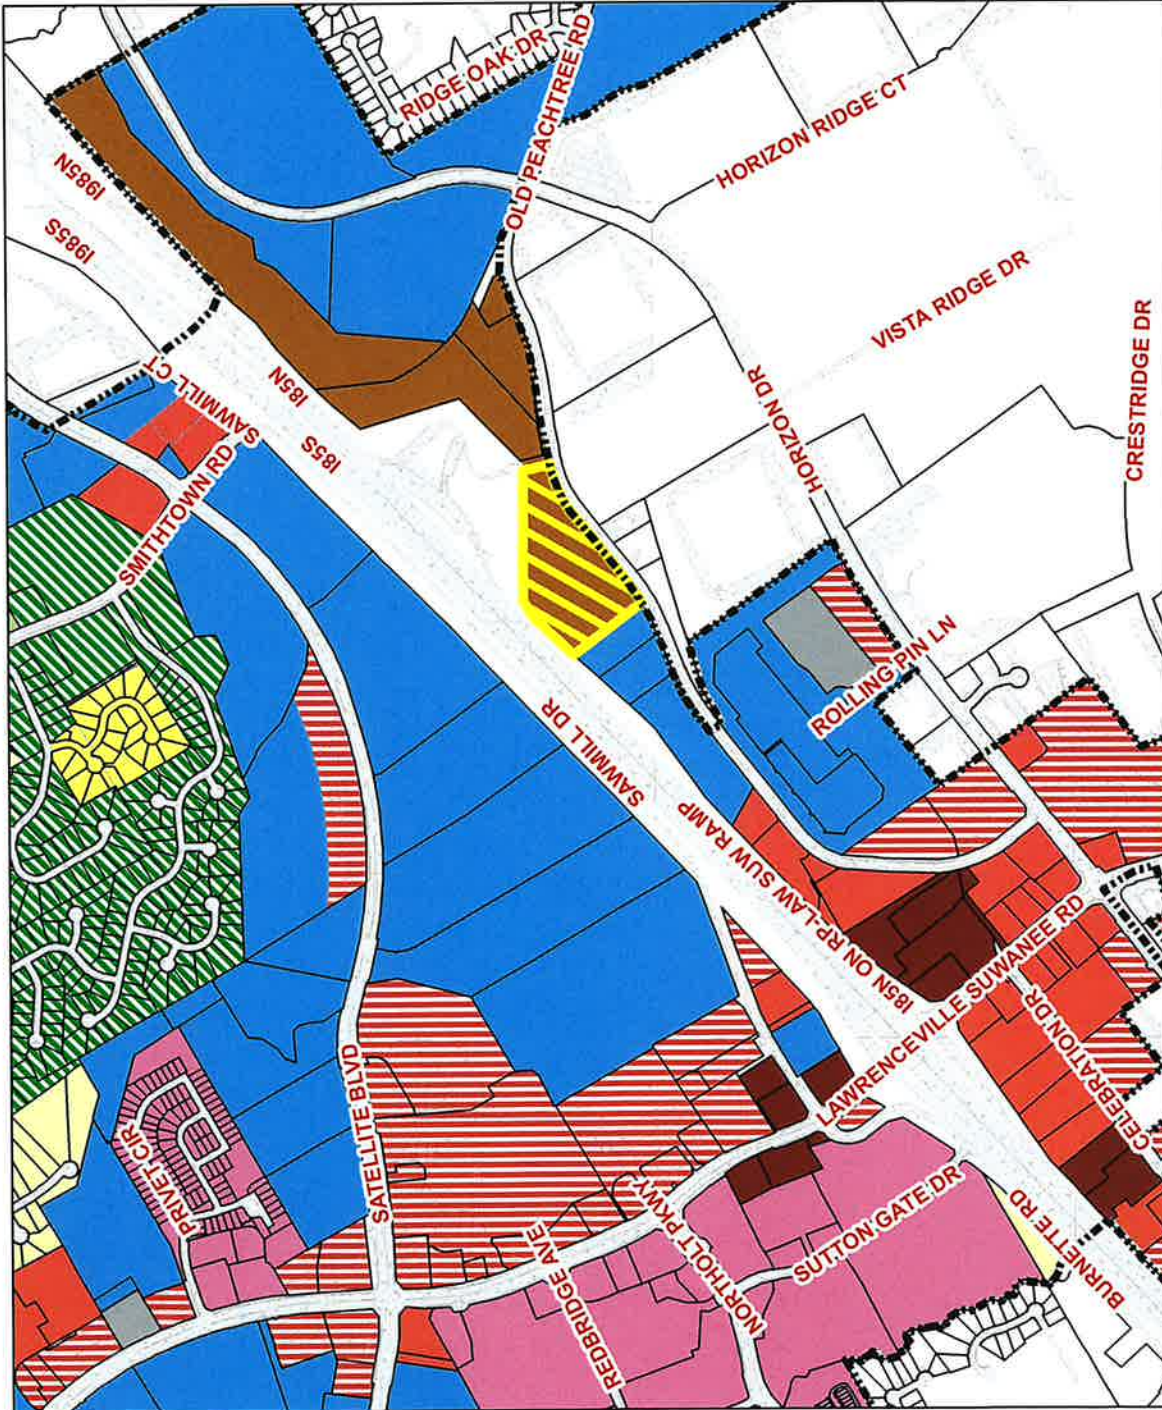 RIDGE OAK DR
OLD PEACHTREE RD
HORIZON RIDGE CT
I985N
I985S
VISTA RIDGE DR
CRESTRIDGE DR
SAWMILL CT
I85N
I85S
SMITHTOWN RD
HORIZON DR
ROLLING PIN LN
SAWMILL DR
I85N ON RP-LAW SUW RAMP
LAWRENCEVILLE SUWANEE RD
CELEBRATION DR
SATELLITE BLVD
PRIVET CIR
REDBRIDGE AVE
NORTHOLT PKWY
SUTTON GATE DR
BURNETTE RD